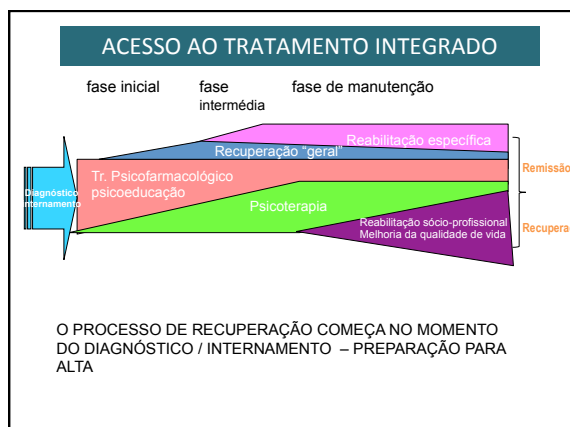 ACESSO AO TRATAMENTO INTEGRADO
fase inicial
fase
intermédia
fase de manutenção
Reabilitação específica
Recuperação "geral"
Remissão
Diagnóstico
nternamento
Tr. Psicofarmacológico
psicoeducação
Psicoterapia
Reabilitação sócio-profissional
Melhoria da qualidade de vida
Recupera
O PROCESSO DE RECUPERAÇÃO COMEÇA NO MOMENTO
DO DIAGNÓSTICO / INTERNAMENTO – PREPARAÇÃO PARA
ALTA